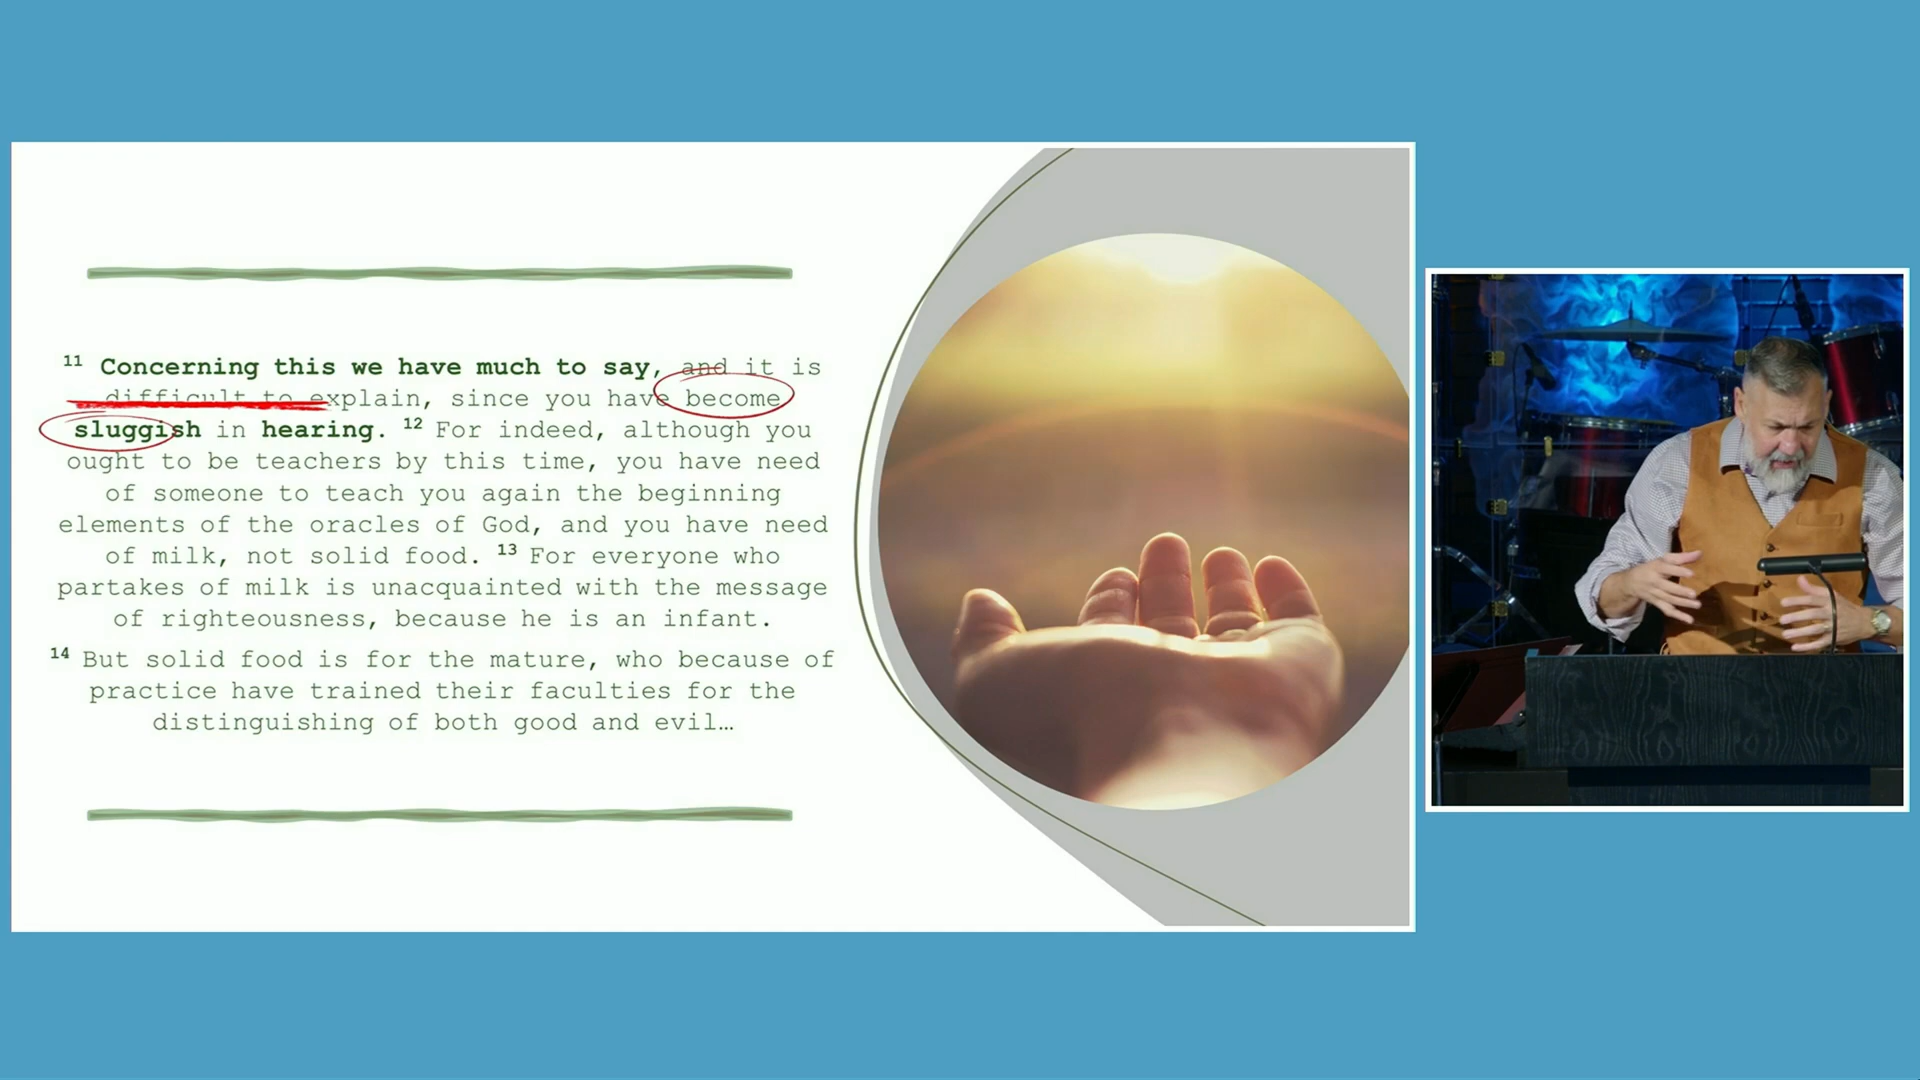 11 Concerning this we have much to say, and it is
difficult to explain, since you have become
sluggish in hearing. 12 For indeed, although you
ought to be teachers by this time, you have need
of someone to teach you again the beginning
elements of the oracles of God, and you have need
of milk, not solid food. 13 For everyone who
partakes of milk is unacquainted with the message
of righteousness, because he is an infant.
14 But solid food is for the mature, who because of
practice have trained their faculties for the
distinguishing of both good and evil…